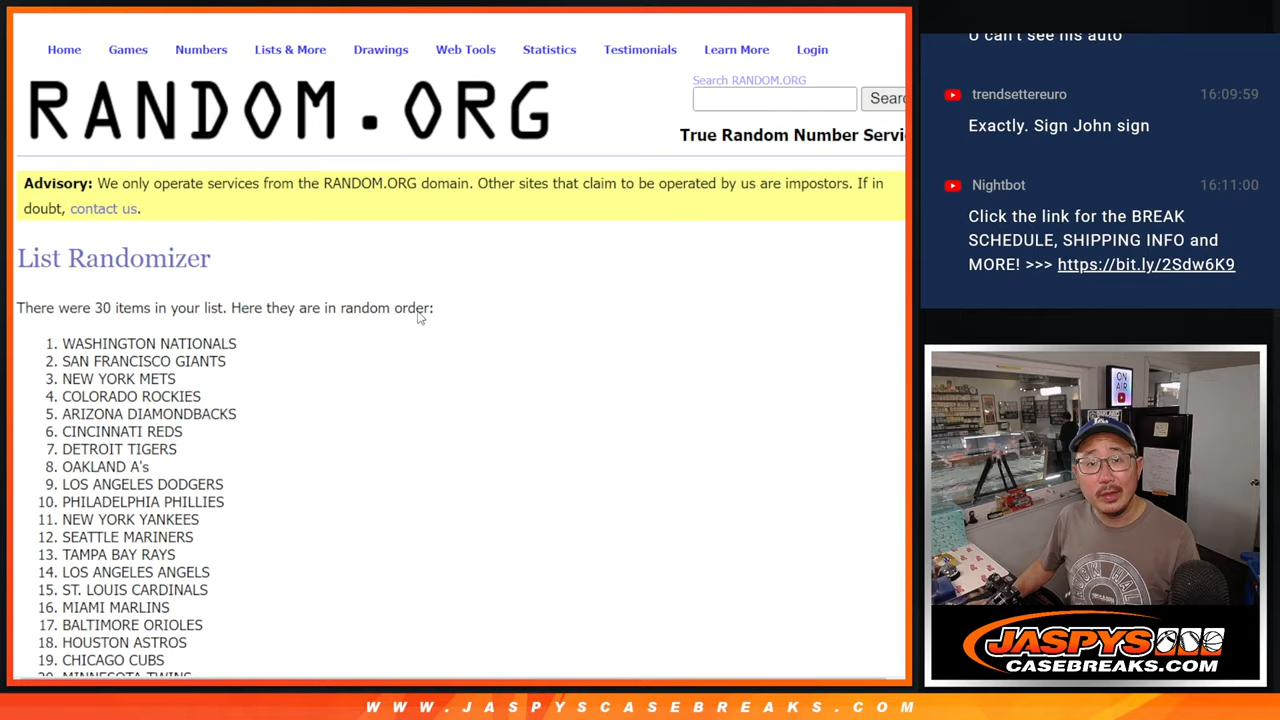 Home Games Numbers Lists & More Drawings Web Tools Statistics Testimonials Learn More Login
RANDOM.ORG
Search RANDOM.ORG
Searc
True Random Number Servi
Advisory: We only operate services from the RANDOM.ORG domain. Other sites that claim to be operated by us are impostors. If in
doubt, contact us.
List Randomizer
There were 30 items in your list. Here they are in random order:
1. WASHINGTON NATIONALS
2. SAN FRANCISCO GIANTS
3. NEW YORK METS
4. COLORADO ROCKIES
5. ARIZONA DIAMONDBACKS
6. CINCINNATI REDS
7. DETROIT TIGERS
8. OAKLAND A's
9. LOS ANGELES DODGERS
10. PHILADELPHIA PHILLIES
11. NEW YORK YANKEES
12. SEATTLE MARINERS
13. TAMPA BAY RAYS
14. LOS ANGELES ANGELS
15. ST. LOUIS CARDINALS
16. MIAMI MARLINS
17. BALTIMORE ORIOLES
18. HOUSTON ASTROS
19. CHICAGO CUBS
20. MINNESOTA TWINS
U can't see his auto
trendsettereuro 16:09:59
Exactly. Sign John sign
Nightbot 16:11:00
Click the link for the BREAK
SCHEDULE, SHIPPING INFO and
MORE! >>> https://bit.ly/2Sdw6K9
ON
AIR
JASPYS
CASEBREAKS.COM
WWW.JASPYSCASEBREAKS.COM